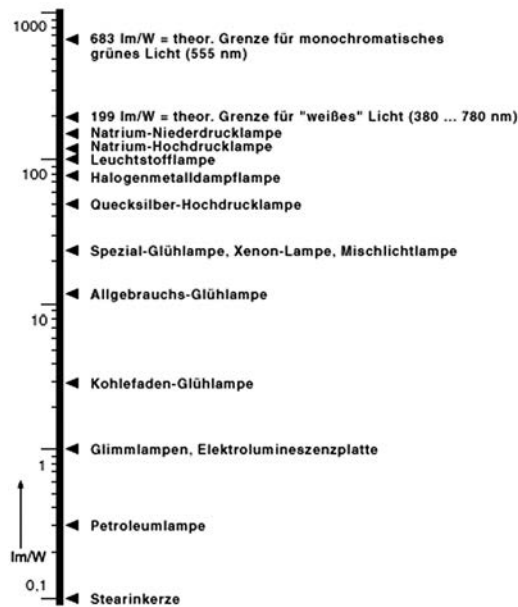 1000
683 lm/W = theor. Grenze für monochromatisches
grünes Licht (555 nm)
199 lm/W = theor. Grenze für "weißes" Licht (380 ... 780 nm)
Natrium-Niederdrucklampe
Natrium-Hochdrucklampe
Leuchtstofflampe
100
Halogenmetalldampflampe
Quecksilber-Hochdrucklampe
Spezial-Glühlampe, Xenon-Lampe, Mischlichtlampe
Allgebrauchs-Glühlampe
10
Kohlefaden-Glühlampe
Glimmlampen, Elektrolumineszenzplatte
1
Petroleumlampe
lm/W
0,1
Stearinkerze